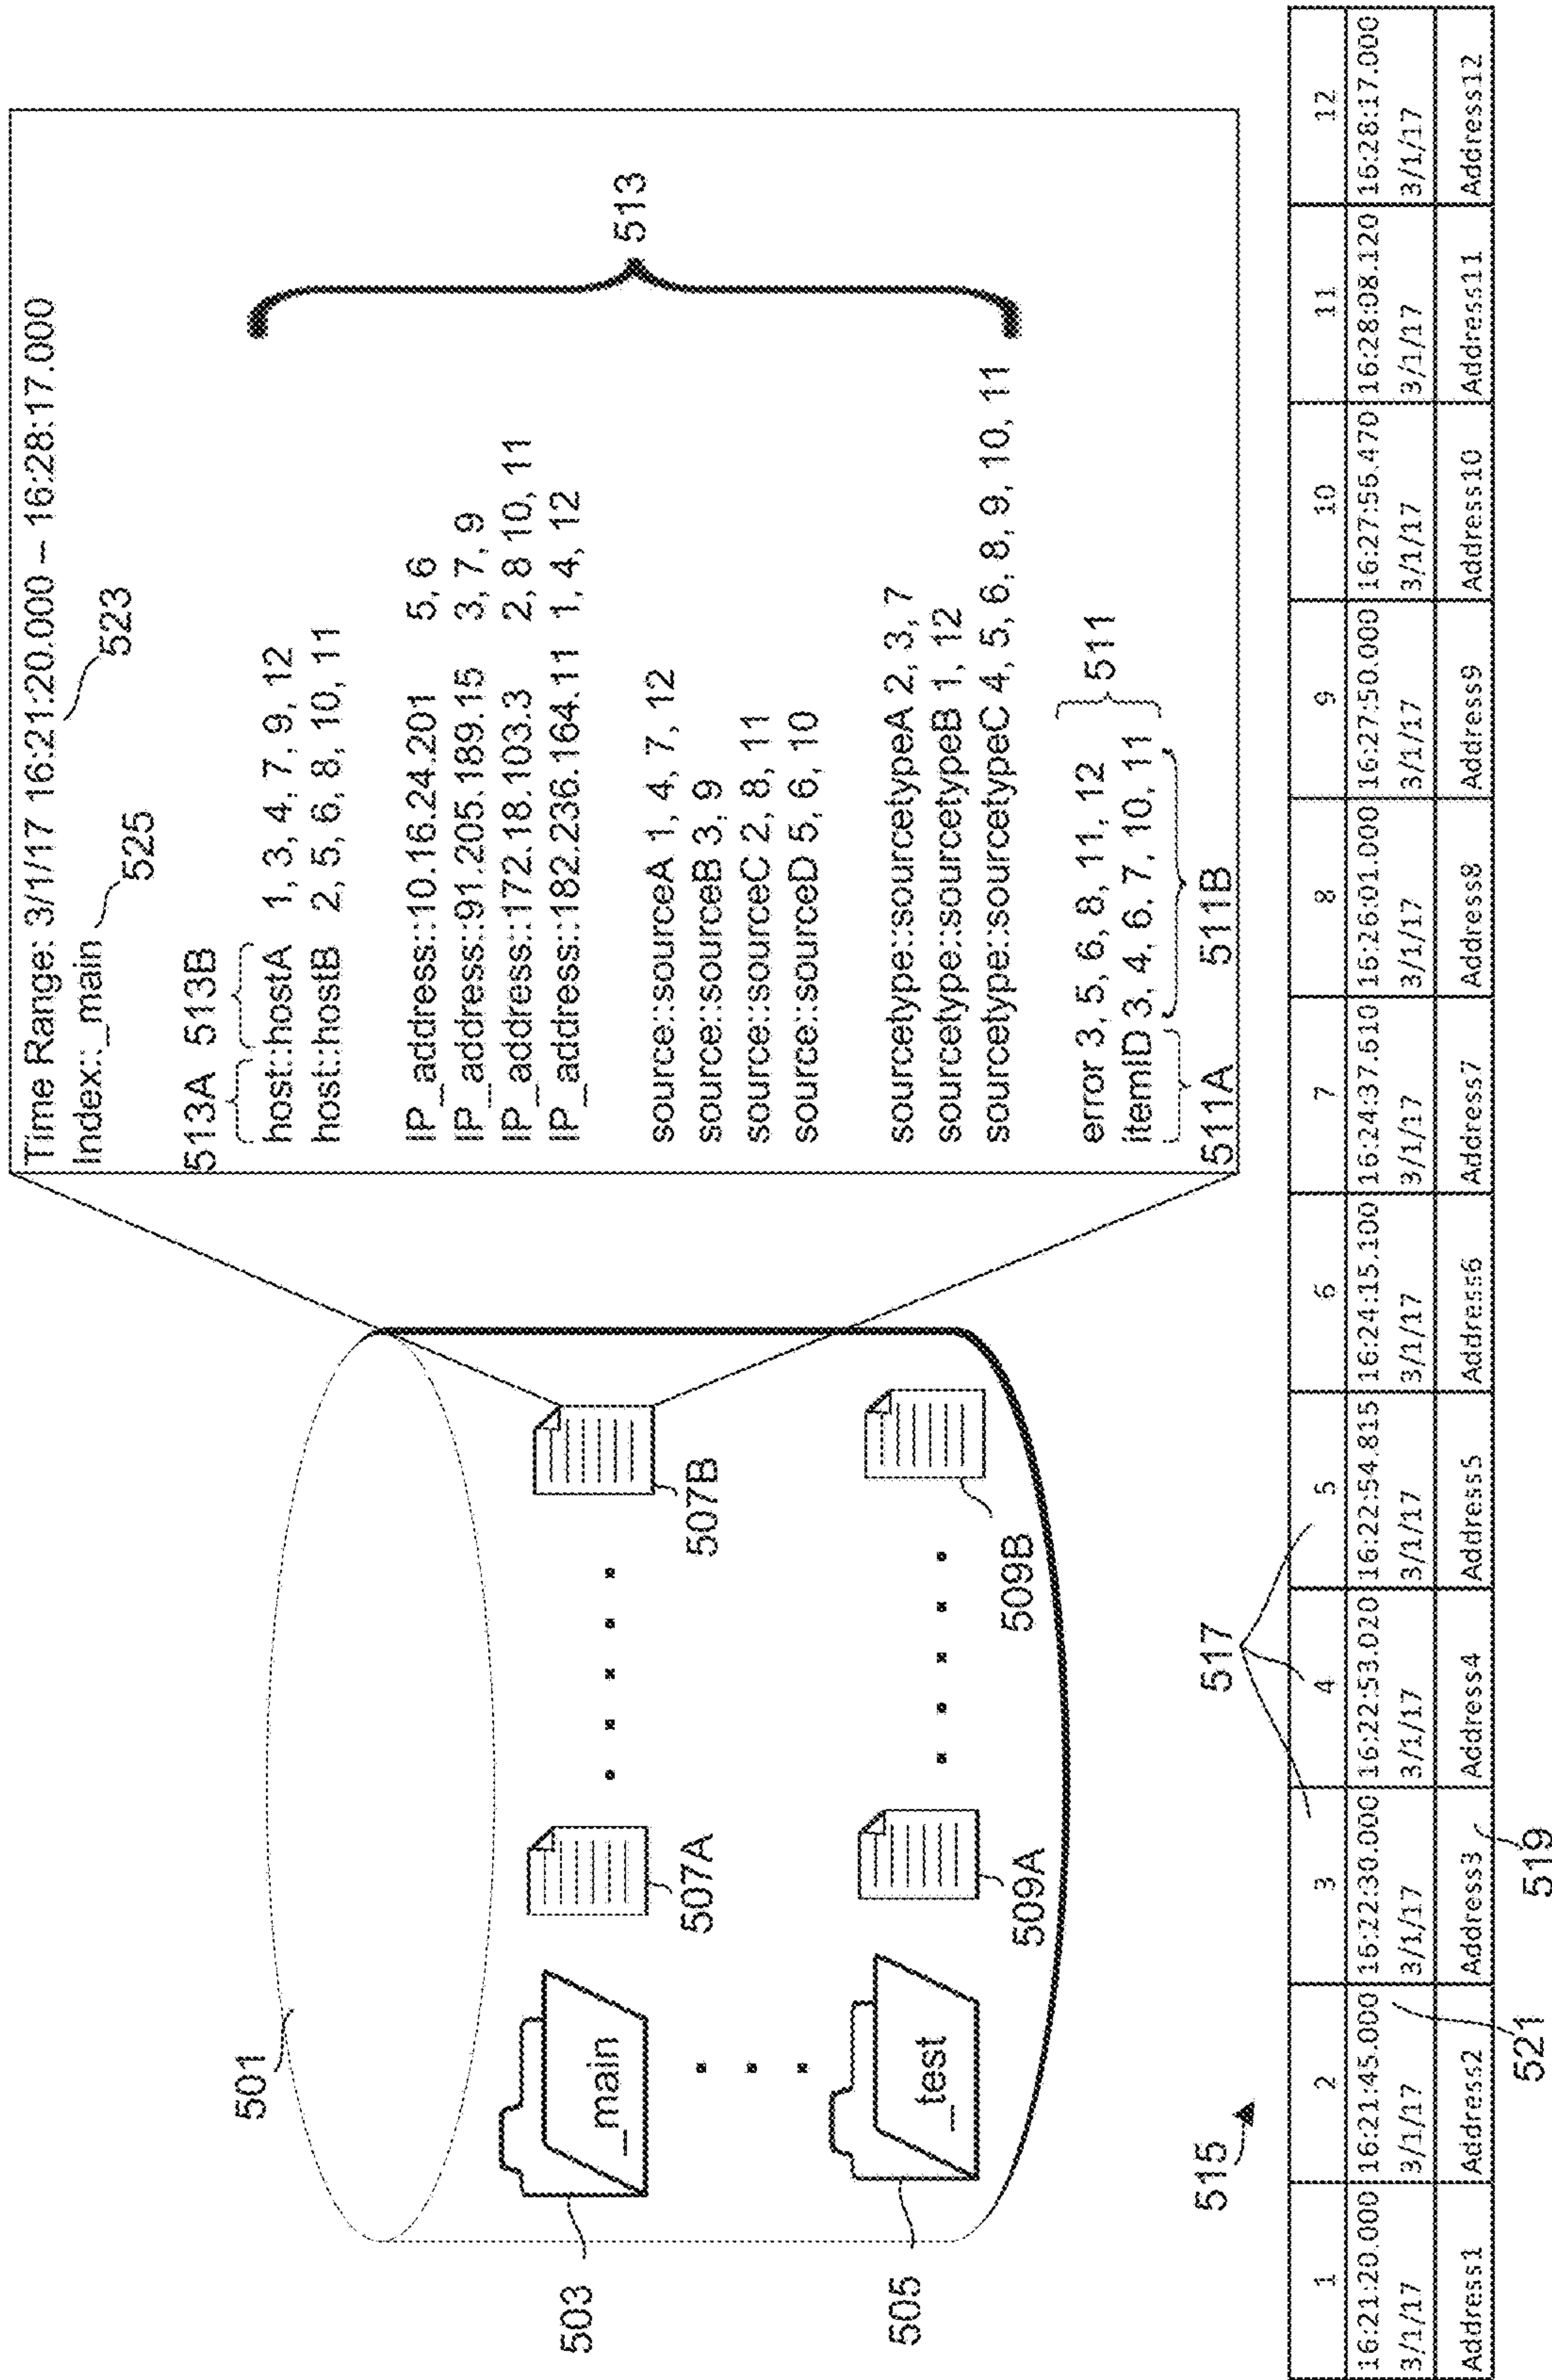 Time Range: 3/1/17 16:21:20.000 – 16:28:17.000
Index::_main
523
525
513A 513B
host::hostA 1, 3, 4, 7, 9, 12
host::hostB 2, 5, 6, 8, 10, 11
IP_address::10.16.24.201 5, 6
IP_address::91.205.189.15 3, 7, 9
IP_address::172.18.103.3 2, 8 10, 11
IP_address::182.236.164.11 1, 4, 12
513
source::sourceA 1, 4, 7, 12
source::sourceB 3, 9
source::sourceC 2, 8, 11
source::sourceD 5, 6, 10
sourcetype::sourcetypeA 2, 3, 7
sourcetype::sourcetypeB 1, 12
sourcetype::sourcetypeC 4, 5, 6, 8, 9, 10, 11
error 3, 5, 6, 8, 11, 12
itemID 3, 4, 6, 7, 10, 11
511
511A 511B
501
_main
503
507A
507B
_test
505
509A
509B
515
517
1 2 3 4 5 6 7 8 9 10 11 12
16:21:20.000 16:21:45.000 16:22:30.000 16:22:53.020 16:22:54.815 16:24:15.100 16:24:37.610 16:26:01.000 16:27:50.000 16:27:56.470 16:28:08.120 16:28:17.000
3/1/17 3/1/17 3/1/17 3/1/17 3/1/17 3/1/17 3/1/17 3/1/17 3/1/17 3/1/17 3/1/17 3/1/17
Address1 Address2 Address3 Address4 Address5 Address6 Address7 Address8 Address9 Address10 Address11 Address12
521
519